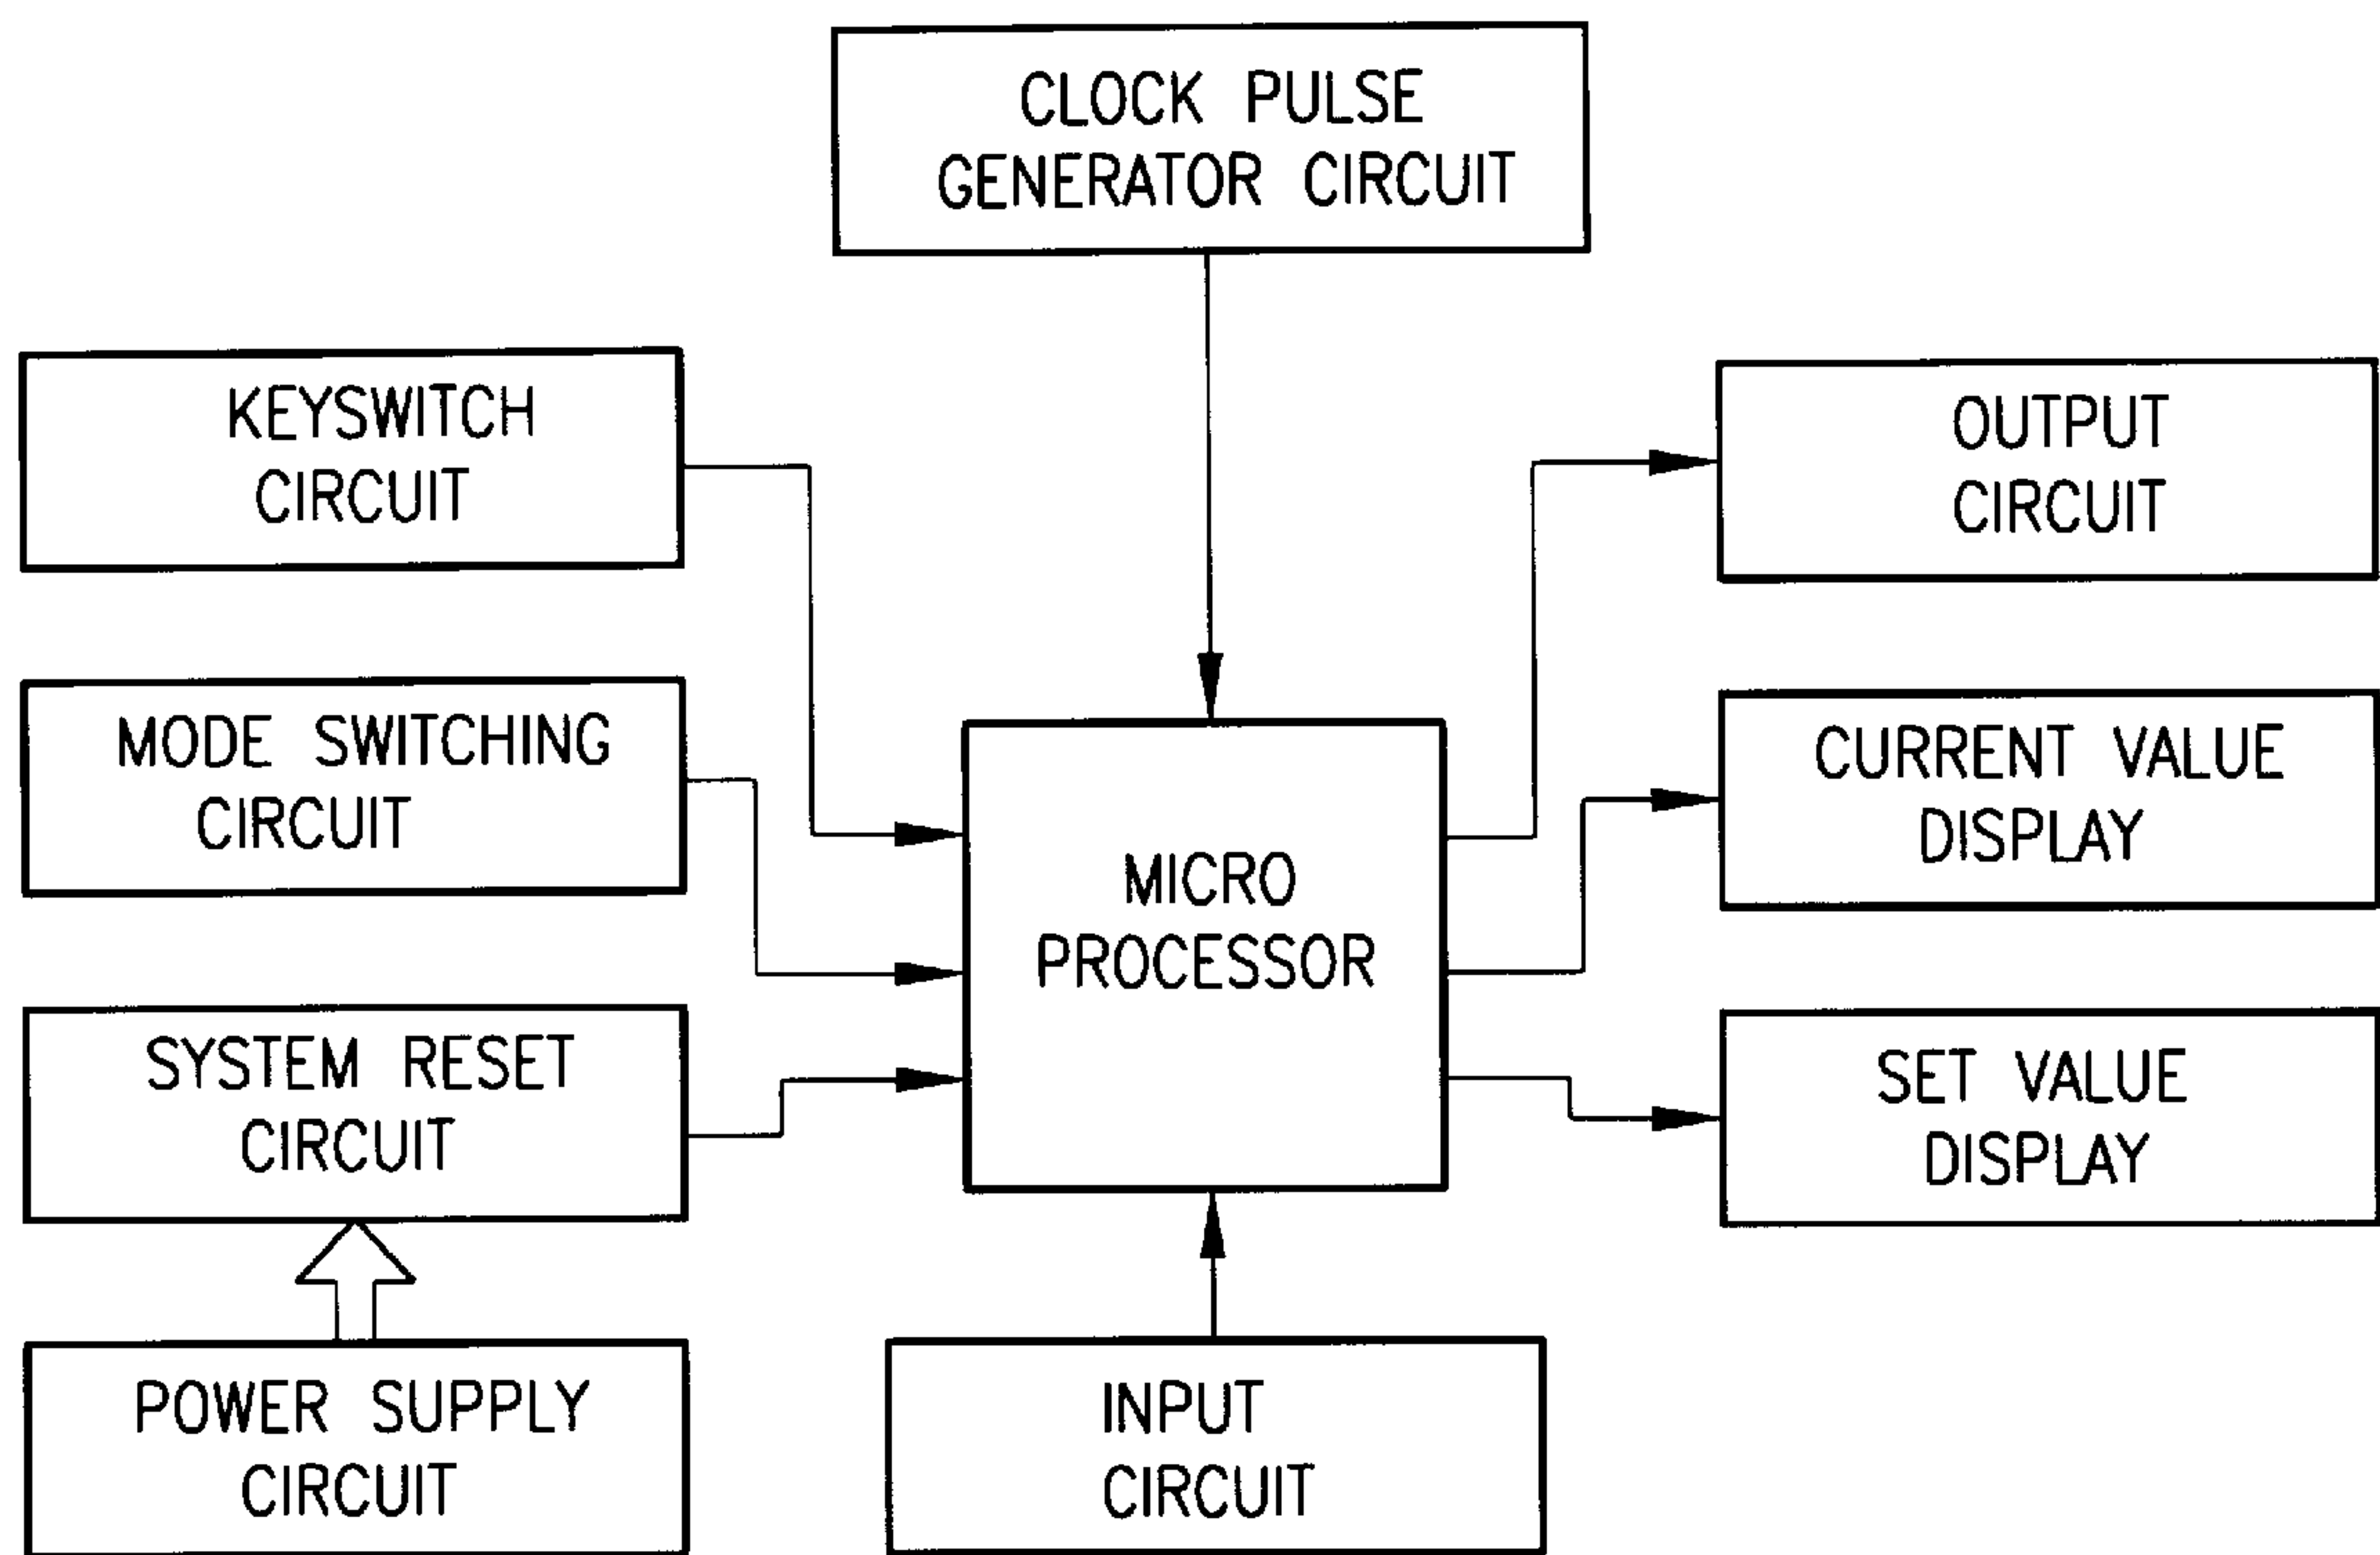 CLOCK PULSE
GENERATOR CIRCUIT
KEYSWITCH
CIRCUIT
OUTPUT
CIRCUIT
MODE SWITCHING
CIRCUIT
CURRENT VALUE
DISPLAY
MICRO
PROCESSOR
SYSTEM RESET
CIRCUIT
SET VALUE
DISPLAY
POWER SUPPLY
CIRCUIT
INPUT
CIRCUIT